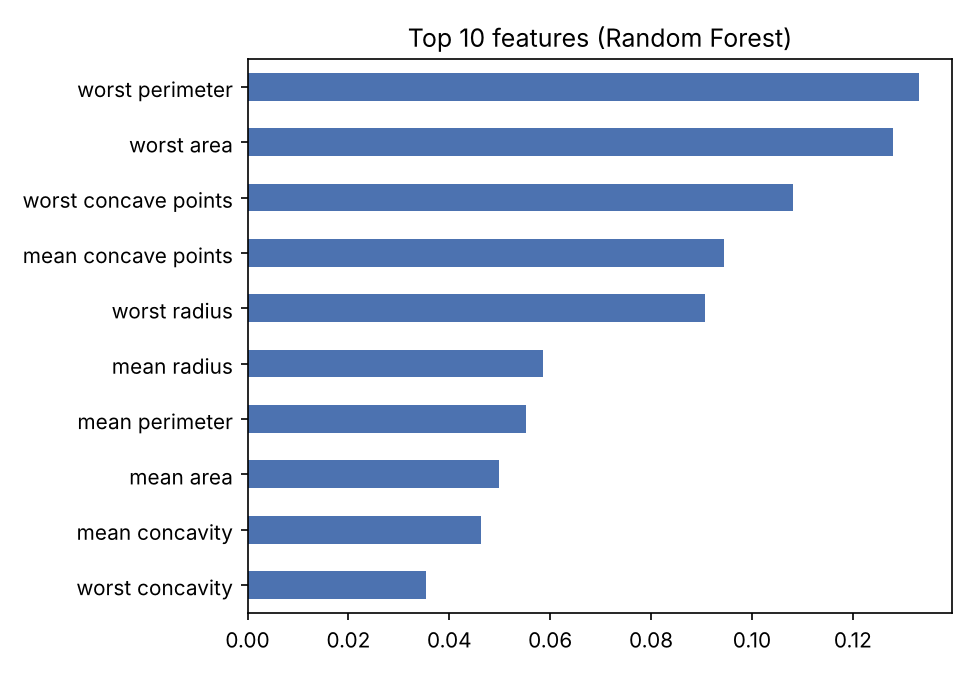 Top 10 features (Random Forest)
worst perimeter
worst area
worst concave points
mean concave points
worst radius
mean radius
mean perimeter
mean area
mean concavity
worst concavity
0.00 0.02 0.04 0.06 0.08 0.10 0.12